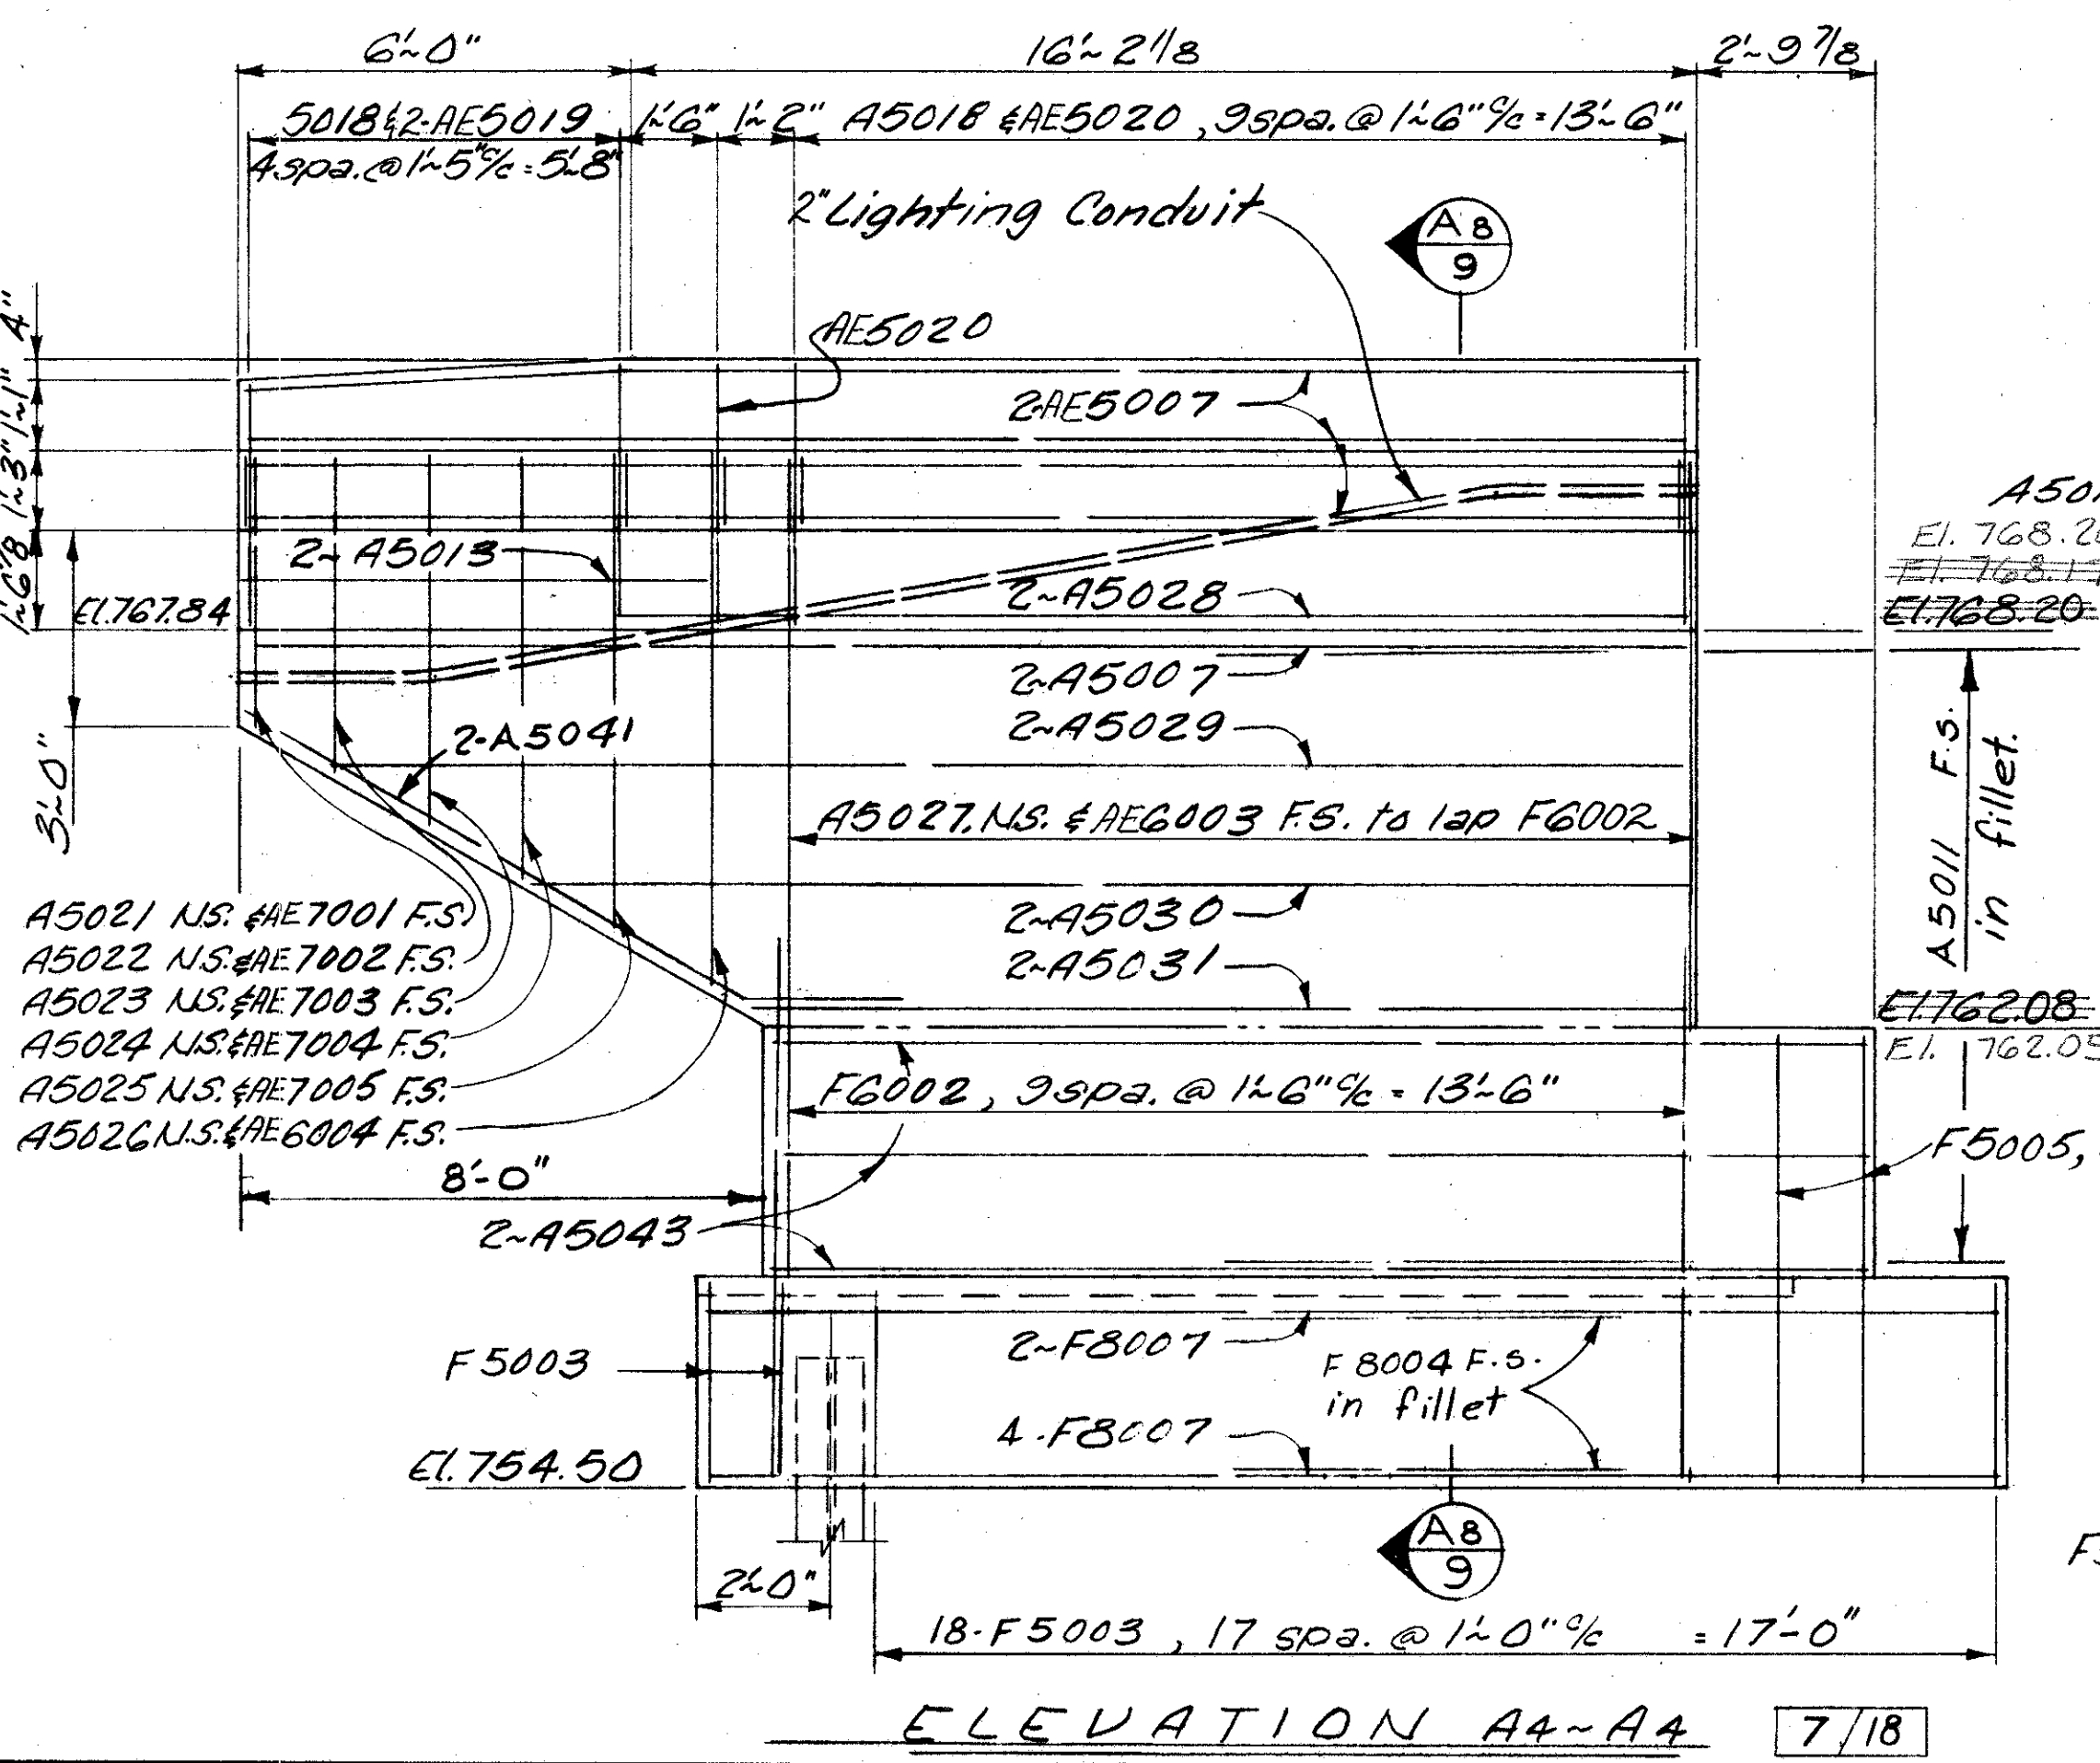 6'~0"
16'~2 1/8
2'~9 7/8
5018 & 2-AE5019
1'~6"
1'~2"
A5018 & AE5020, 9 spa. @ 1'~6" c/c = 13'~6"
4 spa. @ 1'~5" c/c = 5'~8"
2" Lighting Conduit
A 8
9
4"
1'~1"
1'~3"
1'~6"8
AE5020
2~AE5007
2~A5013
2~A5028
El. 767.84
El. 768.20
2~A5007
2~A5029
2-A5041
3'~0"
A5027. N.S. & AE6003 F.S. to lap F6002
A5011 F.S.
in fillet.
2~A5030
2~A5031
A5021 N.S. & AE7001 F.S.
A5022 N.S. & AE7002 F.S.
A5023 N.S. & AE7003 F.S.
A5024 N.S. & AE7004 F.S.
A5025 N.S. & AE7005 F.S.
A5026 N.S. & AE6004 F.S.
El. 762.08
El. 762.05
F6002, 9 spa. @ 1'~6" c/c = 13'~6"
F5005,
8'-0"
2~A5043
F5003
2~F8007
F8004 F.S.
in fillet
4-F8007
El. 754.50
A 8
9
2'~0"
18-F5003, 17 spa. @ 1'~0" c/c = 17'-0"
ELEVATION A4~A4
7/18